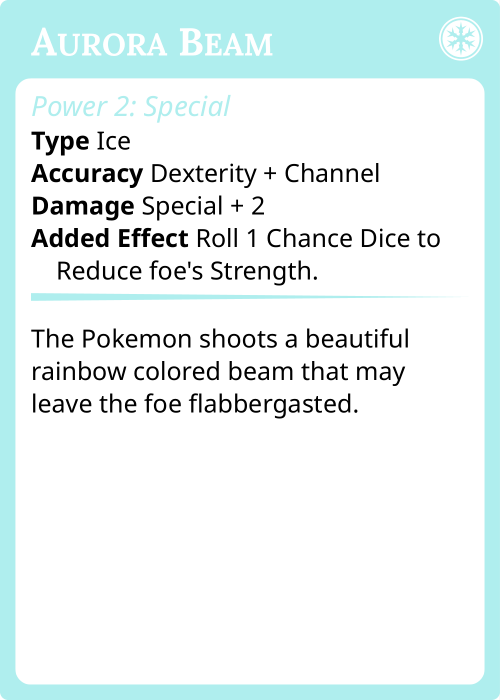 Aurora Beam
Power 2: Special
Type Ice
Accuracy Dexterity + Channel
Damage Special + 2
Added Effect Roll 1 Chance Dice to
Reduce foe's Strength.
The Pokemon shoots a beautiful
rainbow colored beam that may
leave the foe flabbergasted.